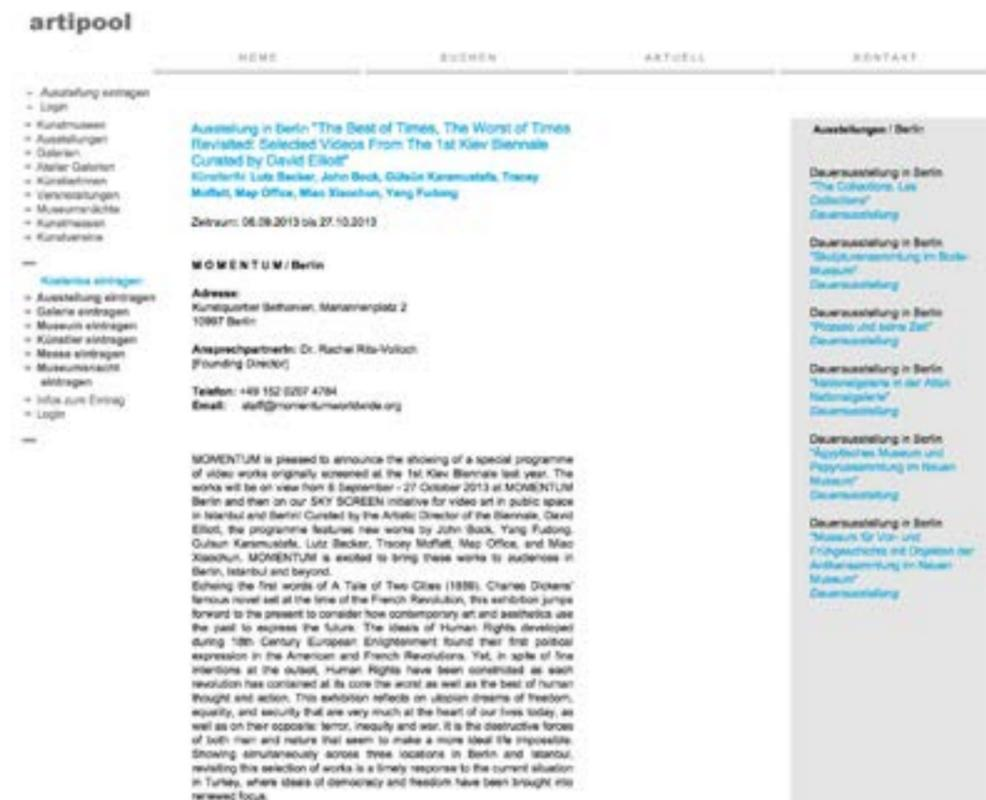 artipool
HOME
SUCHEN
AKTUELL
KONTAKT
Ausstellung eintragen
Login
Kunstmuseen
Ausstellungen
Galerien
Atelier Galerien
KünstlerInnen
Veranstaltungen
Museumsnächte
Kunstmessen
Kunstvereine
Kostenlos eintragen:
Ausstellung eintragen
Galerie eintragen
Museum eintragen
Künstler eintragen
Messe eintragen
Museumsnacht
eintragen
Infos zum Eintrag
Login
Ausstellung in Berlin "The Best of Times, The Worst of Times
Revisited: Selected Videos From The 1st Kiev Biennale
Curated by David Elliott"
KünstlerIn: Lutz Becker, John Bock, Gülsün Karamustafa, Tracey
Moffatt, Map Office, Miao Xiaochun, Yang Fudong
Zeitraum: 06.09.2013 bis 27.10.2013
MOMENTUM / Berlin
Adresse:
Kunstquartier Bethanien, Mariannenplatz 2
10997 Berlin
AnsprechpartnerIn: Dr. Rachel Rits-Volloch
[Founding Director]
Telefon: +49 152 0207 4784
Email: staff@momentumworldwide.org
MOMENTUM is pleased to announce the showing of a special programme
of video works originally screened at the 1st Kiev Biennale last year. The
works will be on view from 6 September - 27 October 2013 at MOMENTUM
Berlin and then on our SKY SCREEN initiative for video art in public space
in Istanbul and Berlin! Curated by the Artistic Director of the Biennale, David
Elliott, the programme features new works by John Bock, Yang Fudong,
Gulsun Karamustafa, Lutz Becker, Tracey Moffatt, Map Office, and Miao
Xiaochun. MOMENTUM is excited to bring these works to audiences in
Berlin, Istanbul and beyond.
Echoing the first words of A Tale of Two Cities (1859), Charles Dickens'
famous novel set at the time of the French Revolution, this exhibition jumps
forward to the present to consider how contemporary art and aesthetics use
the past to express the future. The ideals of Human Rights developed
during 18th Century European Enlightenment found their first political
expression in the American and French Revolutions. Yet, in spite of fine
intentions at the outset, Human Rights have been constricted as each
revolution has contained at its core the worst as well as the best of human
thought and action. This exhibition reflects on utopian dreams of freedom,
equality, and security that are very much at the heart of our lives today, as
well as on their opposite: terror, inequity and war. It is the destructive forces
of both man and nature that seem to make a more ideal life impossible.
Showing simultaneously across three locations in Berlin and Istanbul,
revisiting this selection of works is a timely response to the current situation
in Turkey, where ideals of democracy and freedom have been brought into
renewed focus.
Ausstellungen / Berlin
Dauerausstellung in Berlin
"The Collections. Les
Collections"
Dauerausstellung
Dauerausstellung in Berlin
"Skulpturensammlung im Bode-
Museum"
Dauerausstellung
Dauerausstellung in Berlin
"Picasso und seine Zeit"
Dauerausstellung
Dauerausstellung in Berlin
"Nationalgalerie in der Alten
Nationalgalerie"
Dauerausstellung
Dauerausstellung in Berlin
"Ägyptisches Museum und
Papyrussammlung im Neuen
Museum"
Dauerausstellung
Dauerausstellung in Berlin
"Museum für Vor- und
Frühgeschichte mit Objekten der
Antikensammlung im Neuen
Museum"
Dauerausstellung